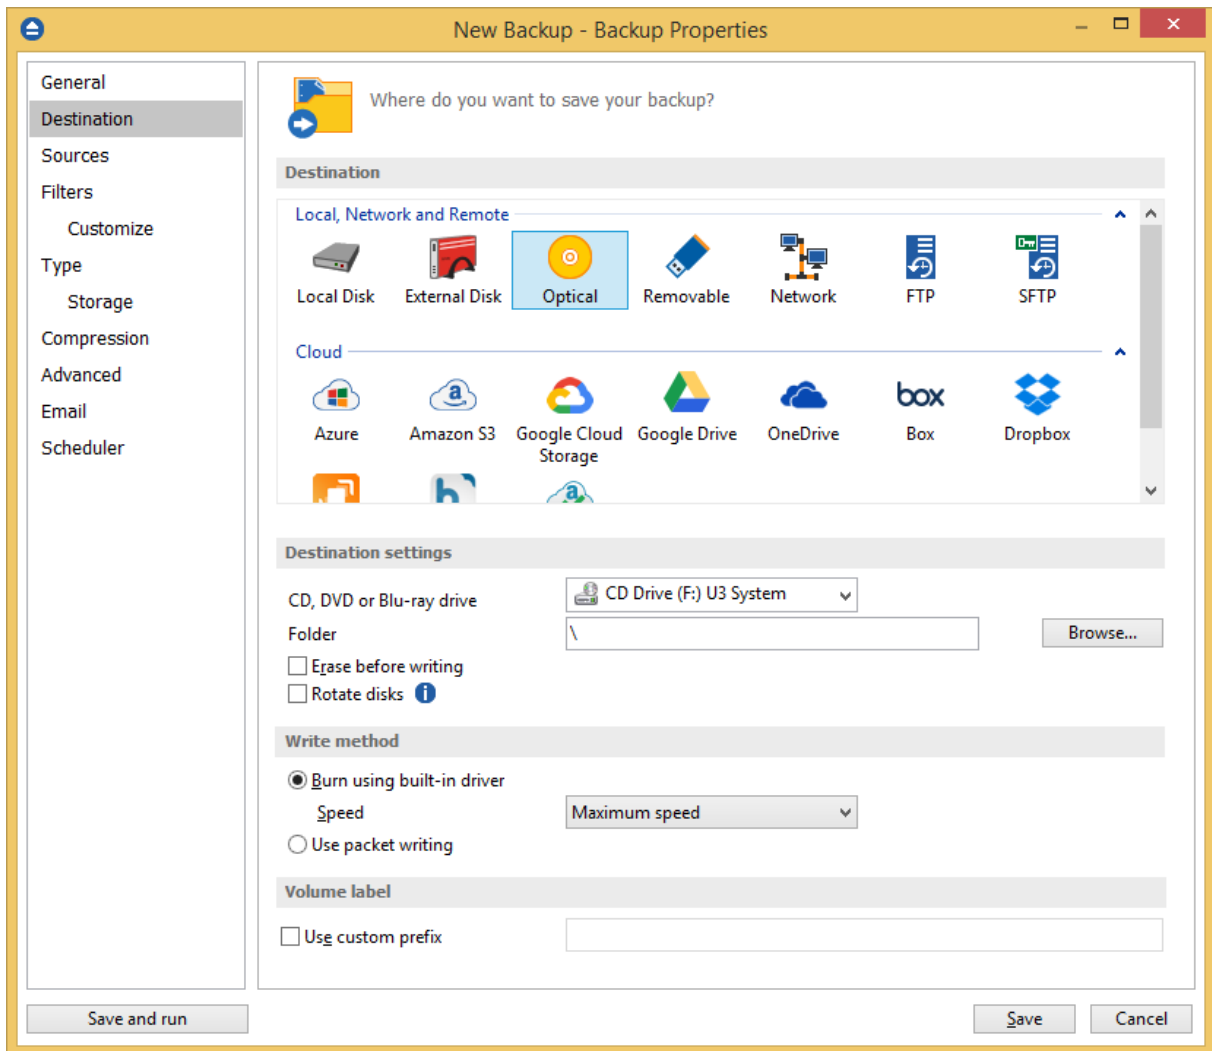 New Backup - Backup Properties
General
Destination
Sources
Filters
Customize
Type
Storage
Compression
Advanced
Email
Scheduler
Where do you want to save your backup?
Destination
Local, Network and Remote
Local Disk External Disk Optical Removable Network FTP SFTP
Cloud
box
Azure Amazon S3 Google Cloud Storage Google Drive OneDrive Box Dropbox
Destination settings
CD, DVD or Blu-ray drive CD Drive (F:) U3 System
Folder \ Browse...
Erase before writing
Rotate disks
Write method
Burn using built-in driver
Speed Maximum speed
Use packet writing
Volume label
Use custom prefix
Save and run Save Cancel